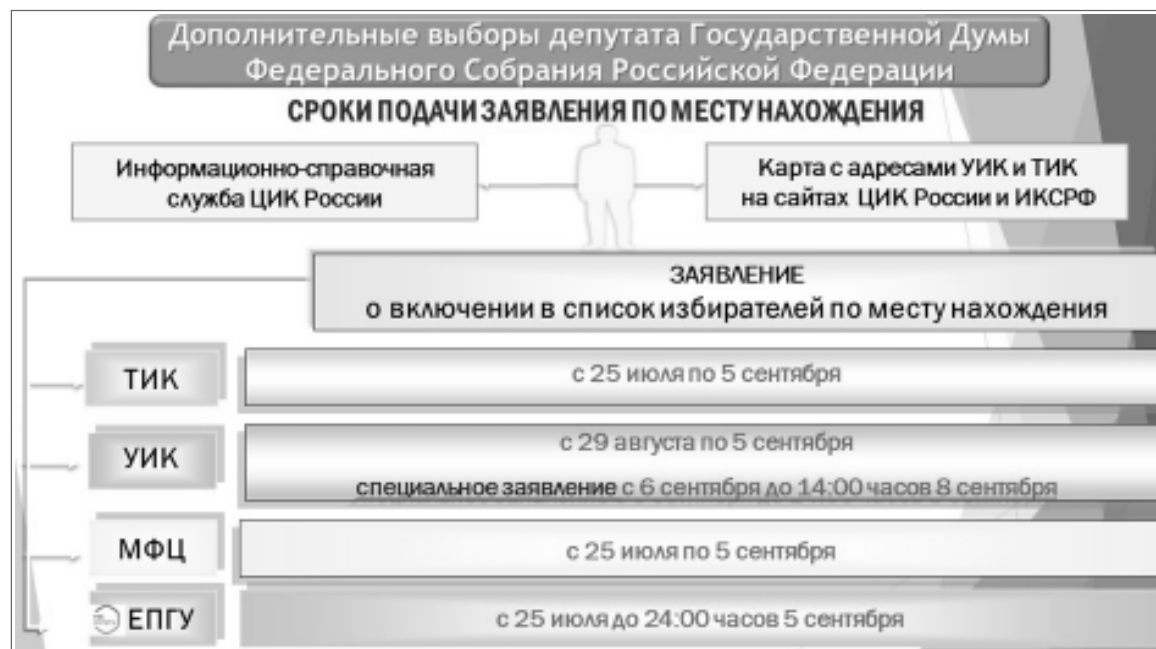 Дополнительные выборы депутата Государственной Думы
Федерального Собрания Российской Федерации
СРОКИ ПОДАЧИ ЗАЯВЛЕНИЯ ПО МЕСТУ НАХОЖДЕНИЯ
Информационно-справочная
служба ЦИК России
Карта с адресами УИК и ТИК
на сайтах ЦИК России и ИКСРФ
ЗАЯВЛЕНИЕ
о включении в список избирателей по месту нахождения
ТИК
с 25 июля по 5 сентября
УИК
с 29 августа по 5 сентября
специальное заявление с 6 сентября до 14:00 часов 8 сентября
МФЦ
с 25 июля по 5 сентября
ЕПГУ
с 25 июля до 24:00 часов 5 сентября